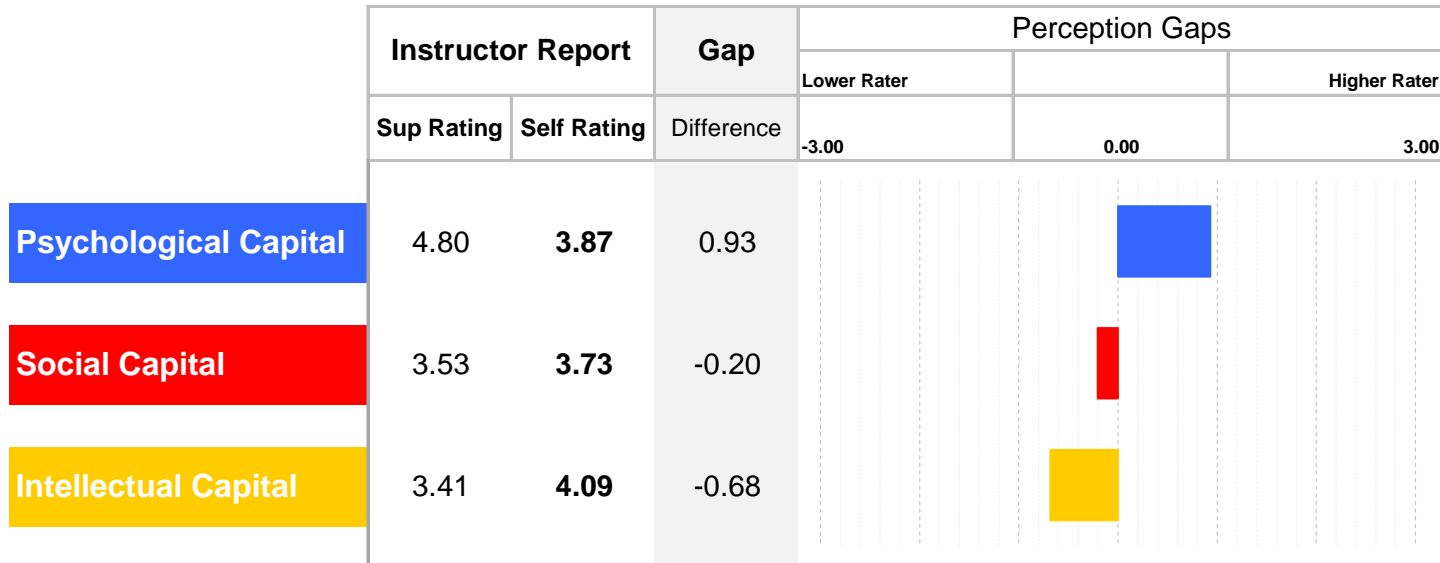 Instructor Report Gap Perception Gaps
Lower Rater Higher Rater
Sup Rating Self Rating Difference -3.00 0.00 3.00
Psychological Capital 4.80 3.87 0.93
Social Capital 3.53 3.73 -0.20
Intellectual Capital 3.41 4.09 -0.68